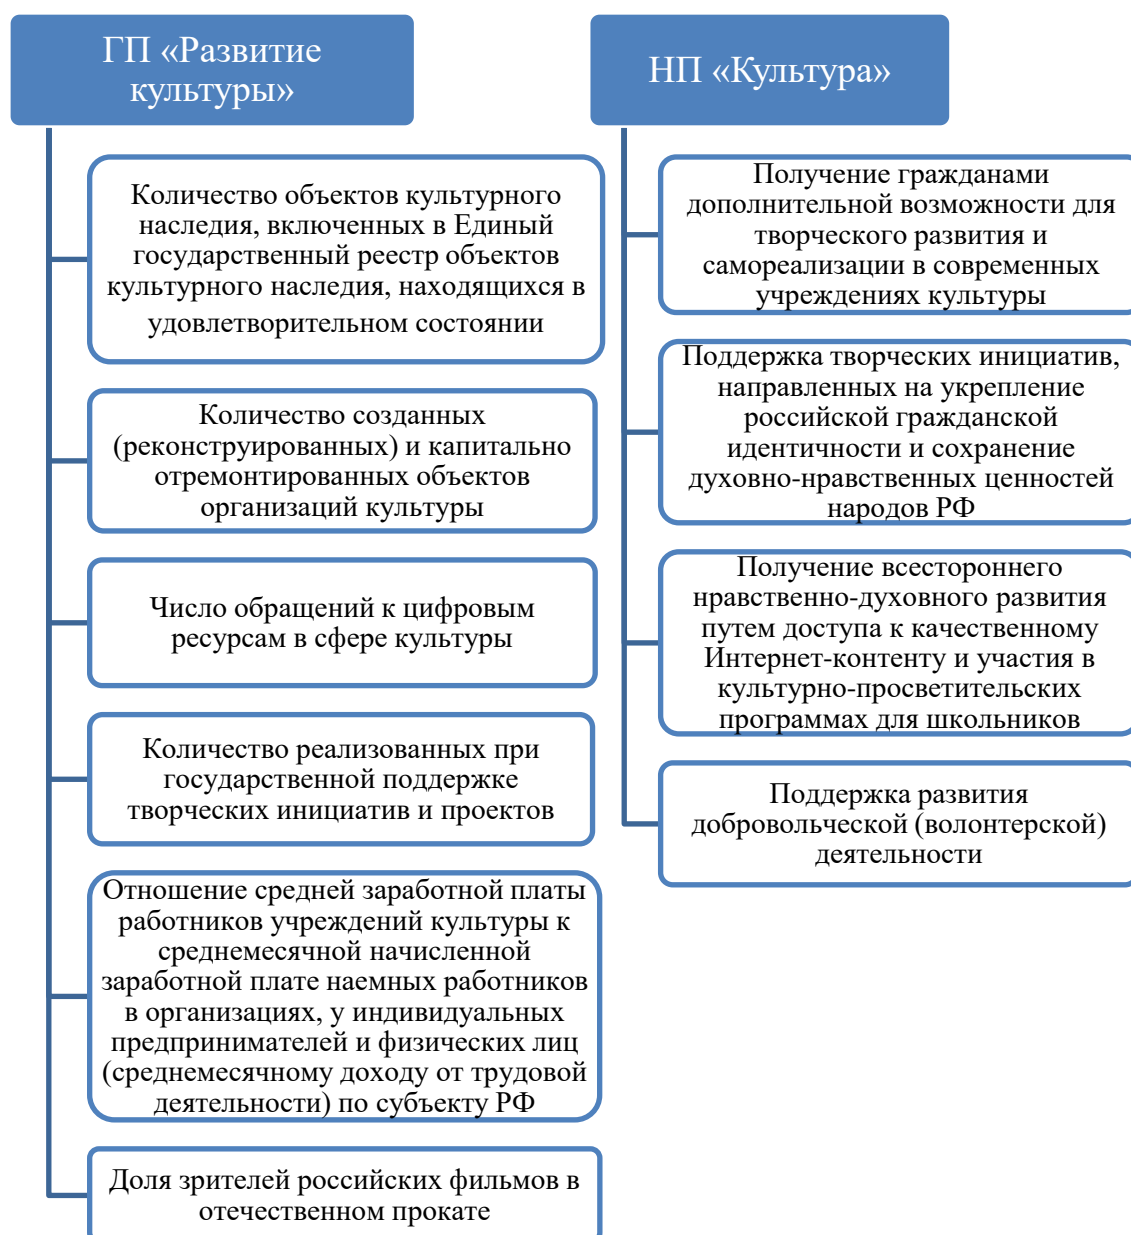 ГП «Развитие
культуры»
Количество объектов культурного
наследия, включенных в Единый
государственный реестр объектов
культурного наследия, находящихся в
удовлетворительном состоянии
Количество созданных
(реконструированных) и капитально
отремонтированных объектов
организаций культуры
Число обращений к цифровым
ресурсам в сфере культуры
Количество реализованных при
государственной поддержке
творческих инициатив и проектов
Отношение средней заработной платы
работников учреждений культуры к
среднемесячной начисленной
заработной плате наемных работников
в организациях, у индивидуальных
предпринимателей и физических лиц
(среднемесячному доходу от трудовой
деятельности) по субъекту РФ
Доля зрителей российских фильмов в
отечественном прокате
НП «Культура»
Получение гражданами
дополнительной возможности для
творческого развития и
самореализации в современных
учреждениях культуры
Поддержка творческих инициатив,
направленных на укрепление
российской гражданской
идентичности и сохранение
духовно-нравственных ценностей
народов РФ
Получение всестороннего
нравственно-духовного развития
путем доступа к качественному
Интернет-контенту и участия в
культурно-просветительских
программах для школьников
Поддержка развития
добровольческой (волонтерской)
деятельности